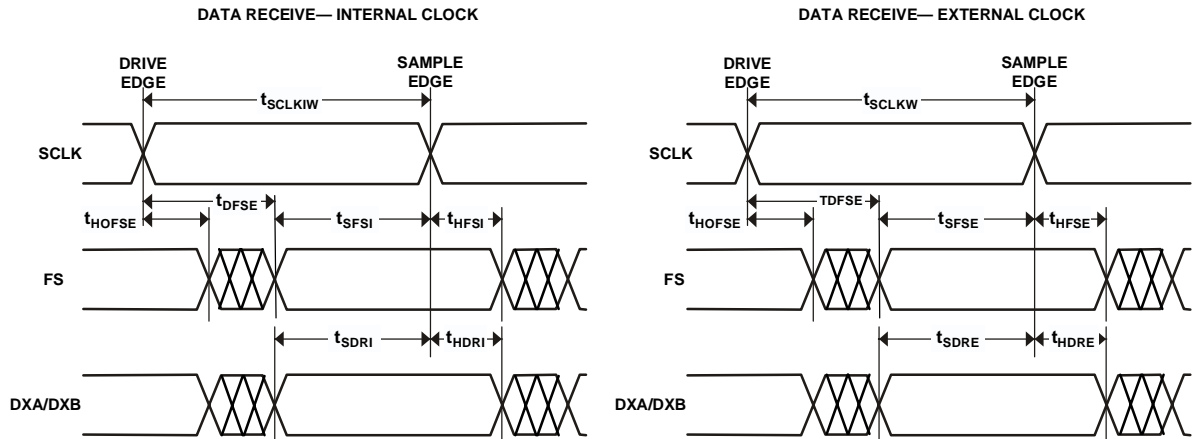 DATA RECEIVE— INTERNAL CLOCK
DRIVE EDGE
SAMPLE EDGE
tSCLKIW
SCLK
tDFSE
tHOFSE
tSFSI
tHFSI
FS
tSDRI
tHDRI
DXA/DXB
DATA RECEIVE— EXTERNAL CLOCK
DRIVE EDGE
SAMPLE EDGE
tSCLKW
SCLK
TDFSE
tHOFSE
tSFSE
tHFSE
FS
tSDRE
tHDRE
DXA/DXB